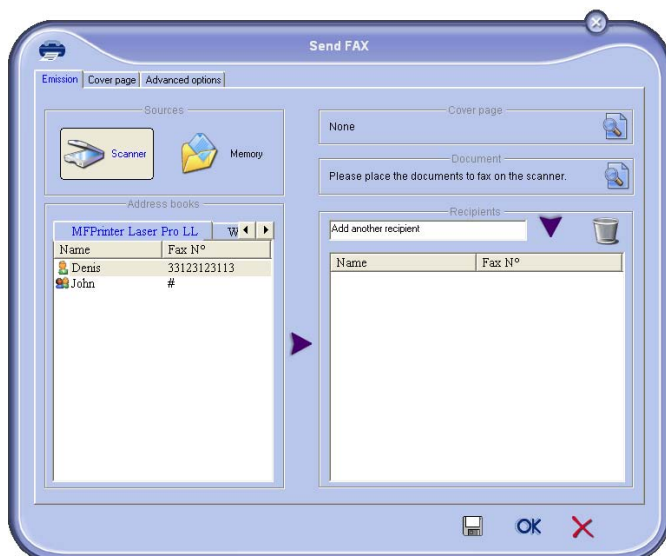 Send FAX
Emission Cover page Advanced options
Sources
Scanner Memory
Address books
MFPrinter Laser Pro LL W
Name Fax N°
Denis 33123123113
John #
Cover page
None
Document
Please place the documents to fax on the scanner.
Recipients
Add another recipient
Name Fax N°
OK